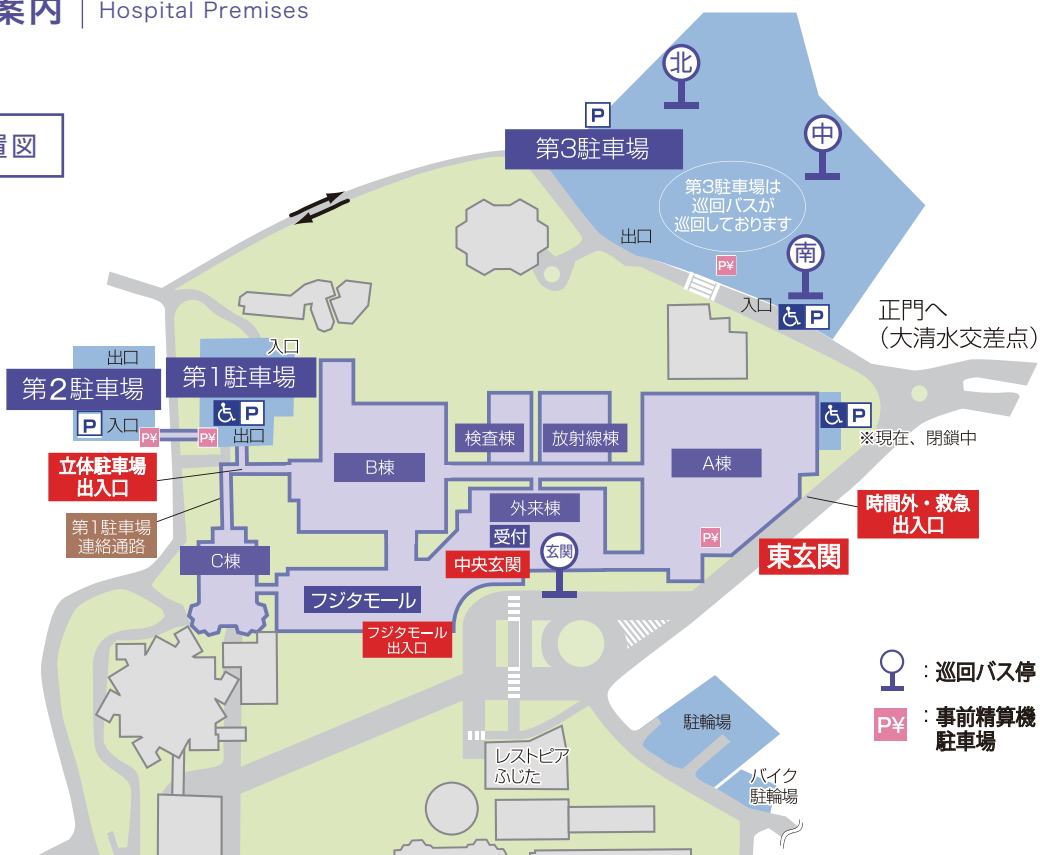 案内 | Hospital Premises
置図
北
P
第3駐車場
中
第3駐車場は
巡回バスが
巡回しております
出口
P¥
南
入口
P
正門へ
(大清水交差点)
出口
第2駐車場
P
入口
P¥
入口
第1駐車場
P
P¥
出口
立体駐車場
出入口
第1駐車場
連絡通路
検査棟
放射線棟
B棟
A棟
P
※現在、閉鎖中
時間外・救急
出入口
外来棟
受付
玄関
中央玄関
P¥
東玄関
C棟
フジタモール
フジタモール
出入口
:巡回バス停
P¥
:事前精算機
駐車場
駐輪場
バイク
駐輪場
レストピア
ふじた